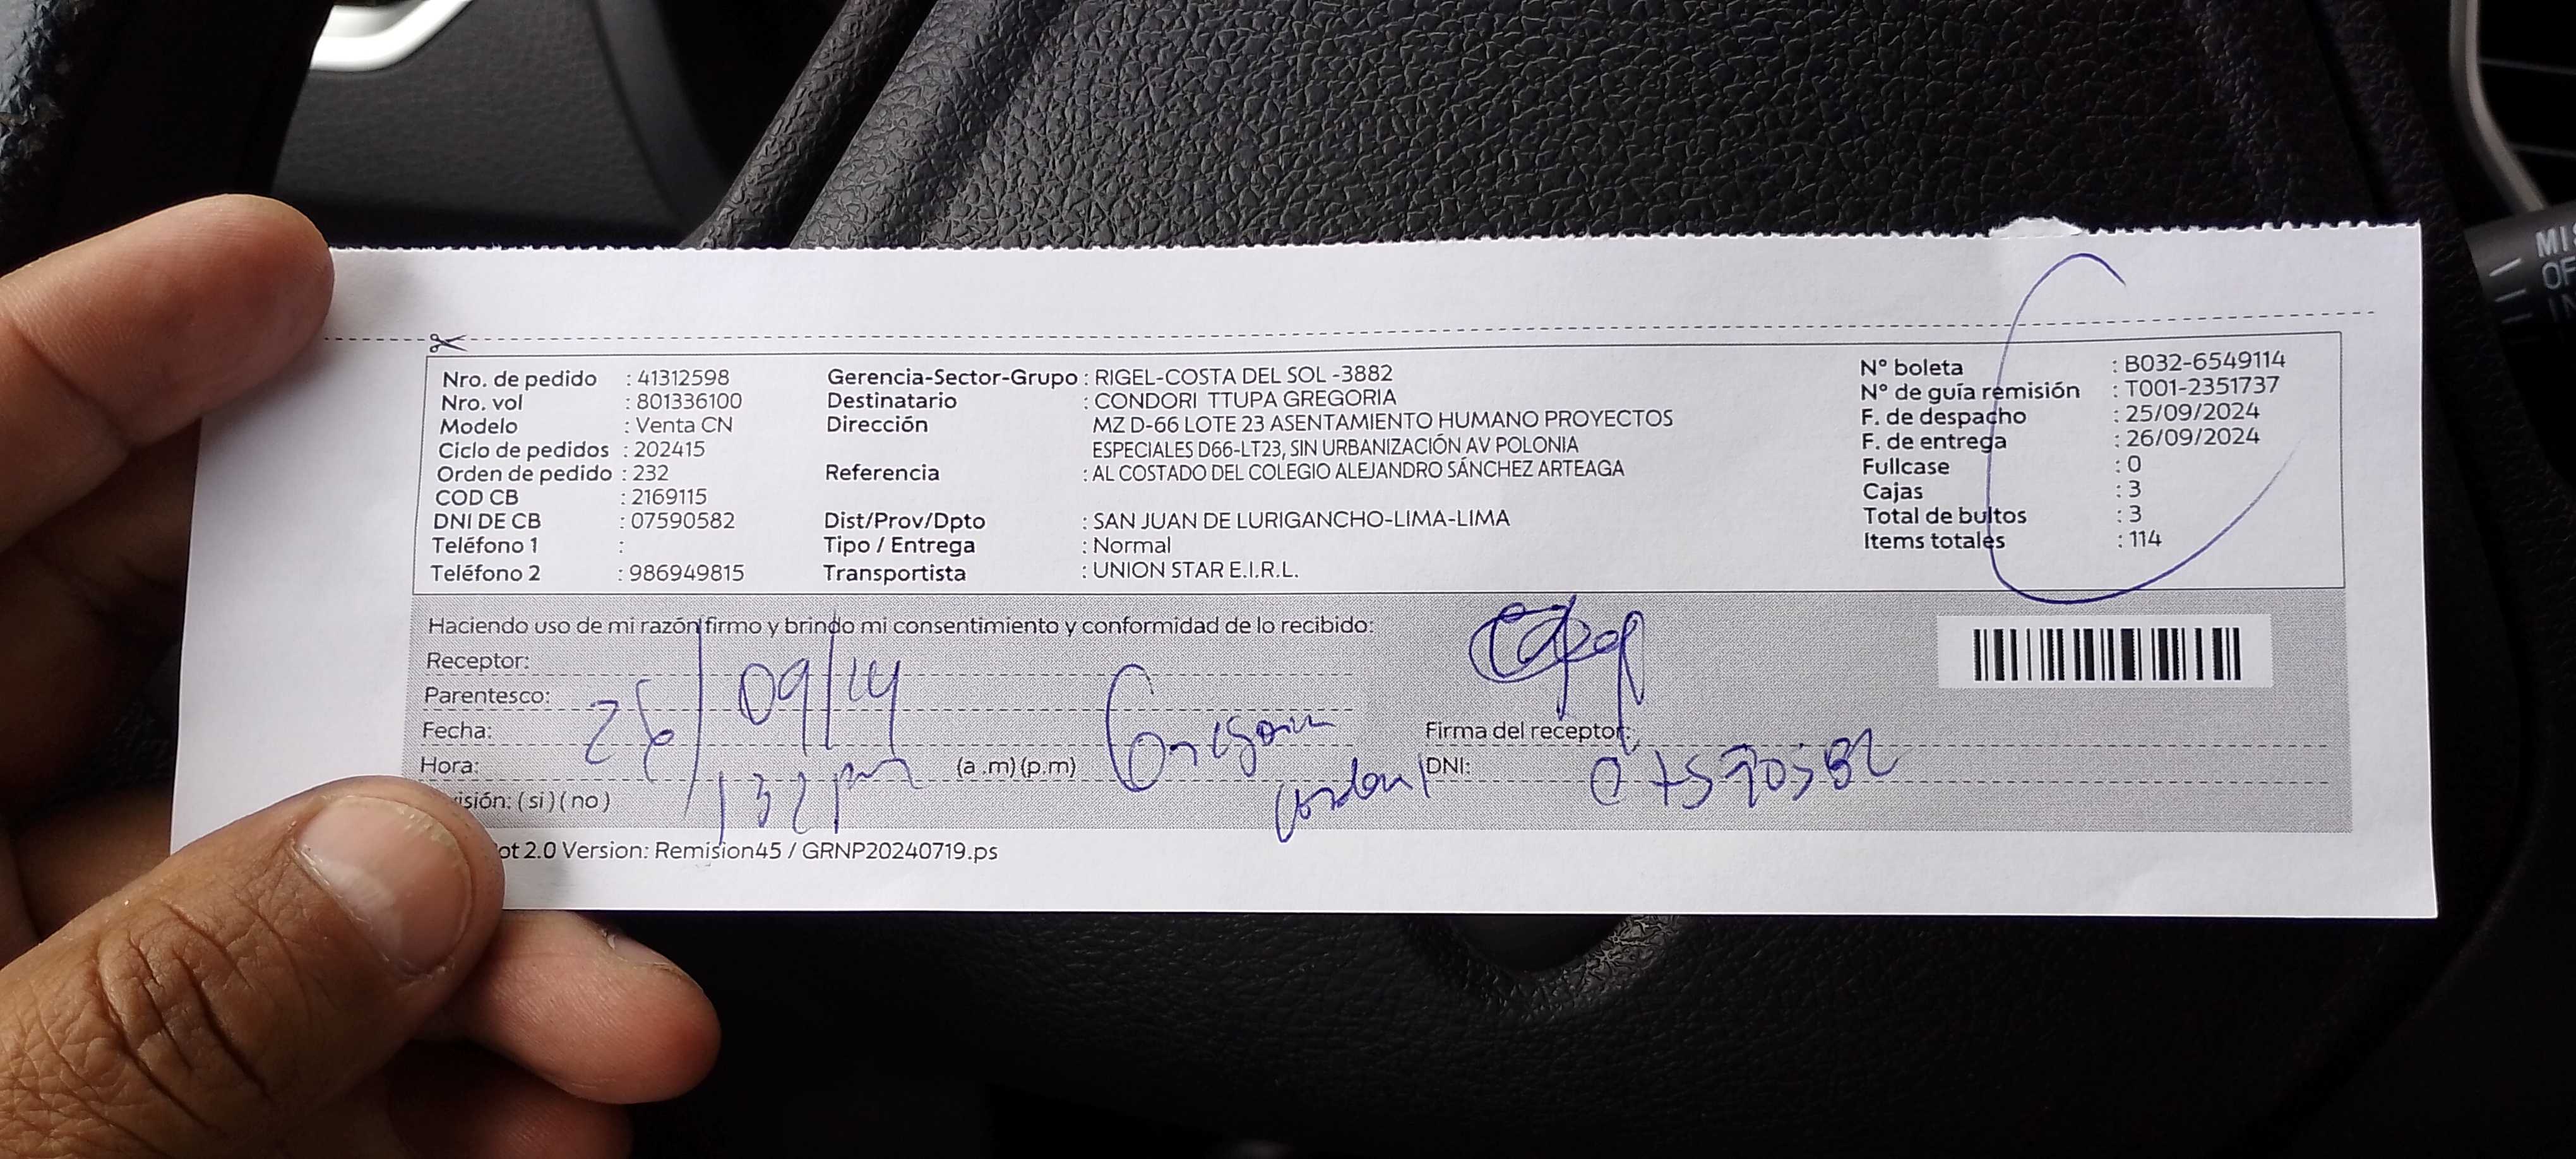 Nro. de pedido : 41312598
Nro. vol : 801336100
Modelo : Venta CN
Ciclo de pedidos : 202415
Orden de pedido : 232
COD CB : 2169115
DNI DE CB : 07590582
Teléfono 1 :
Teléfono 2 : 986949815
Gerencia-Sector-Grupo : RIGEL-COSTA DEL SOL -3882
Destinatario : CONDORI TTUPA GREGORIA
Dirección MZ D-66 LOTE 23 ASENTAMIENTO HUMANO PROYECTOS
ESPECIALES D66-LT23, SIN URBANIZACIÓN AV POLONIA
Referencia : AL COSTADO DEL COLEGIO ALEJANDRO SÁNCHEZ ARTEAGA
Dist/Prov/Dpto : SAN JUAN DE LURIGANCHO-LIMA-LIMA
Tipo / Entrega : Normal
Transportista : UNION STAR E.I.R.L.
N° boleta : B032-6549114
N° de guía remisión : T001-2351737
F. de despacho : 25/09/2024
F. de entrega : 26/09/2024
Fullcase : 0
Cajas : 3
Total de bultos : 3
Items totales : 114
Haciendo uso de mi razón firmo y brindo mi consentimiento y conformidad de lo recibido:
Receptor:
Parentesco:
Fecha: 26/09/24
Hora: 132 pm (a .m) (p.m)
isión: ( si ) ( no )
Gregoria
Condori
Firma del receptor:
DNI: 07590582
ot 2.0 Version: Remision45 / GRNP20240719.ps
MIS
OF
IN